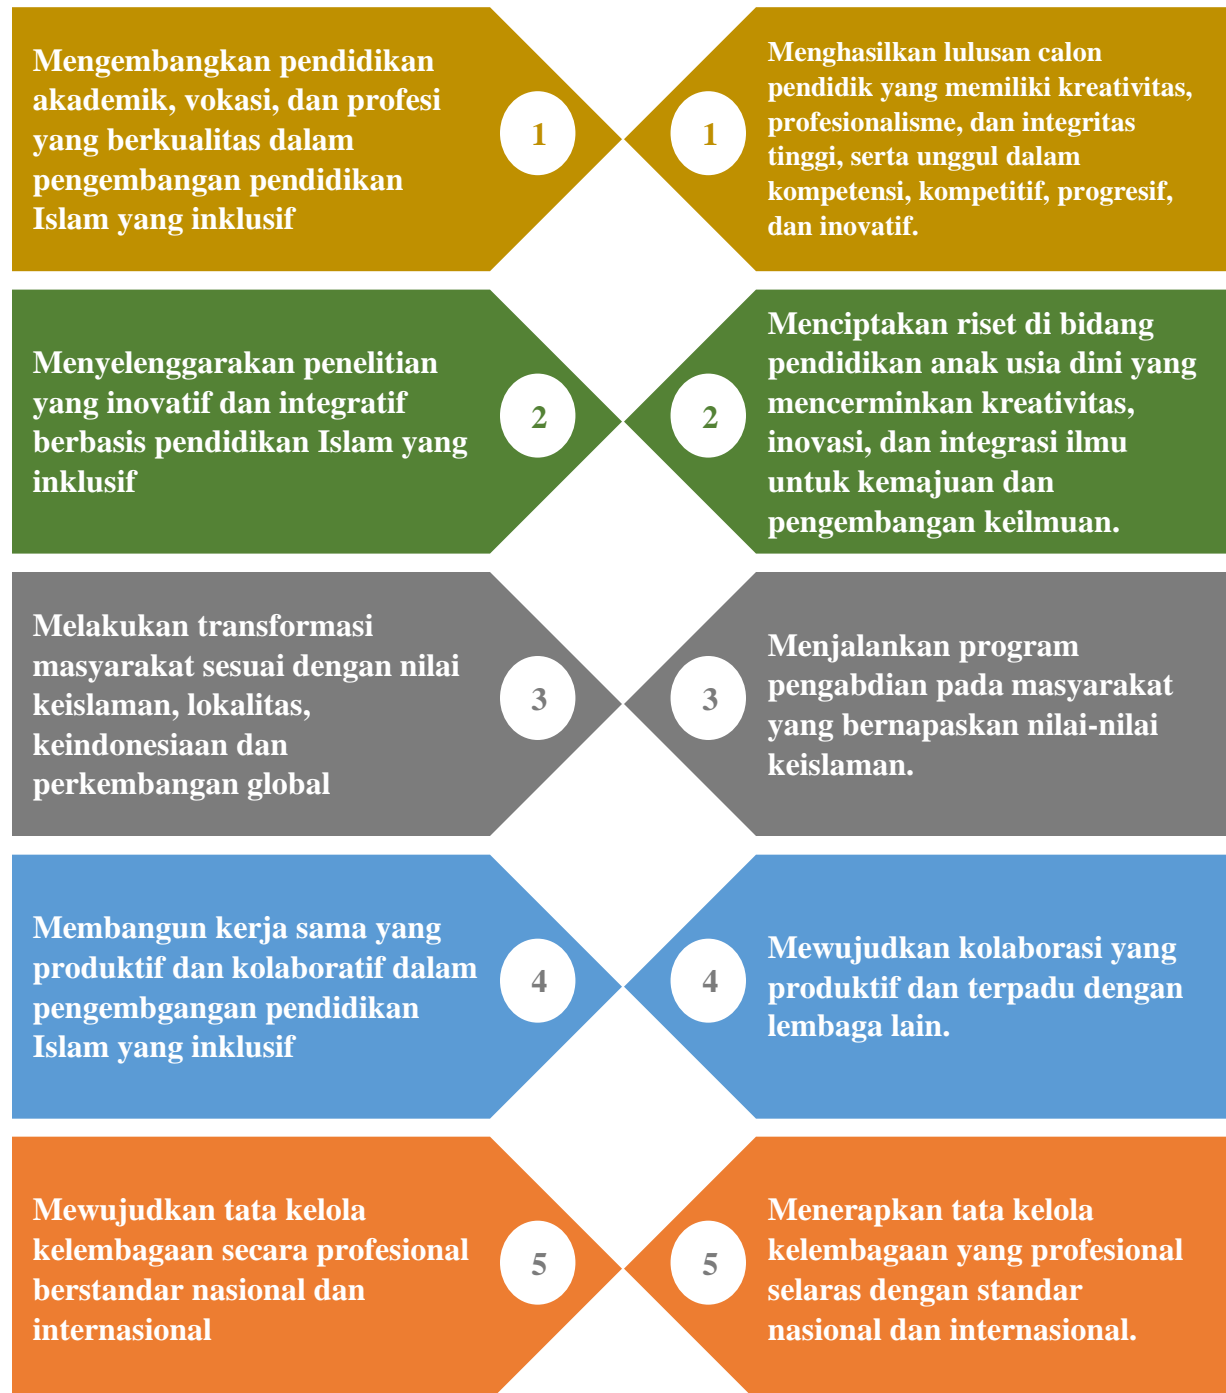 Mengembangkan pendidikan
akademik, vokasi, dan profesi
yang berkualitas dalam
pengembangan pendidikan
Islam yang inklusif
1
1
Menghasilkan lulusan calon
pendidik yang memiliki kreativitas,
profesionalisme, dan integritas
tinggi, serta unggul dalam
kompetensi, kompetitif, progresif,
dan inovatif.
Menyelenggarakan penelitian
yang inovatif dan integratif
berbasis pendidikan Islam yang
inklusif
2
2
Menciptakan riset di bidang
pendidikan anak usia dini yang
mencerminkan kreativitas,
inovasi, dan integrasi ilmu
untuk kemajuan dan
pengembangan keilmuan.
Melakukan transformasi
masyarakat sesuai dengan nilai
keislaman, lokalitas,
keindonesiaan dan
perkembangan global
3
3
Menjalankan program
pengabdian pada masyarakat
yang bernapaskan nilai-nilai
keislaman.
Membangun kerja sama yang
produktif dan kolaboratif dalam
pengembgangan pendidikan
Islam yang inklusif
4
4
Mewujudkan kolaborasi yang
produktif dan terpadu dengan
lembaga lain.
Mewujudkan tata kelola
kelembagaan secara profesional
berstandar nasional dan
internasional
5
5
Menerapkan tata kelola
kelembagaan yang profesional
selaras dengan standar
nasional dan internasional.